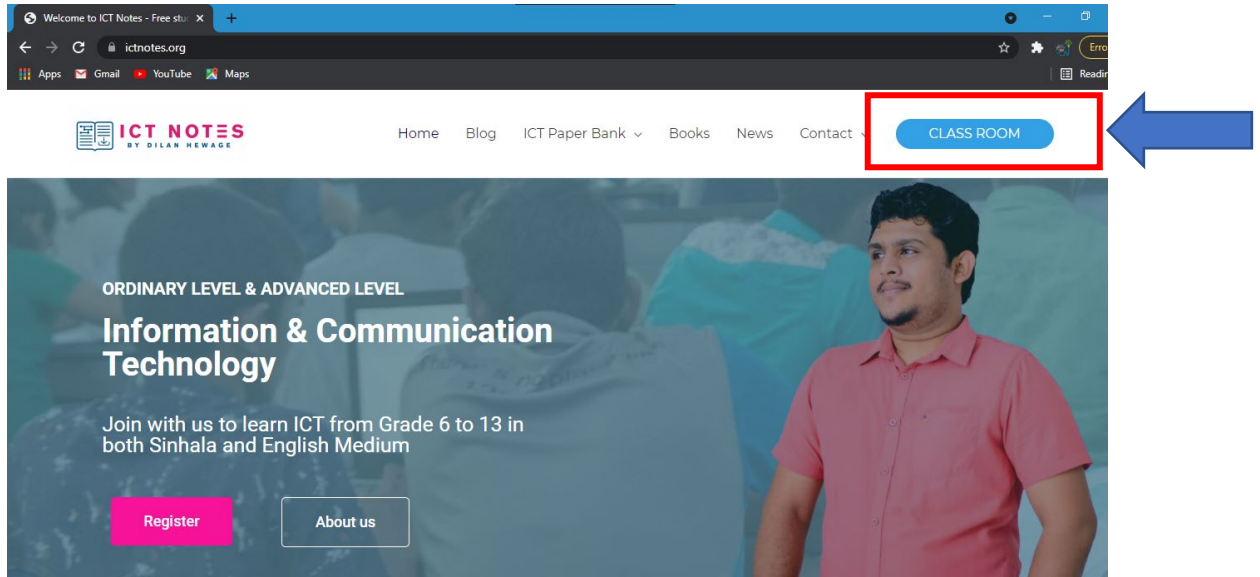 Welcome to ICT Notes - Free stu
ictnotes.org
Erro
Apps Gmail YouTube Maps
Readin
ICT NOTES
BY DILAN HEWAGE
Home Blog ICT Paper Bank Books News Contact CLASS ROOM
ORDINARY LEVEL & ADVANCED LEVEL
Information & Communication
Technology
Join with us to learn ICT from Grade 6 to 13 in
both Sinhala and English Medium
Register About us